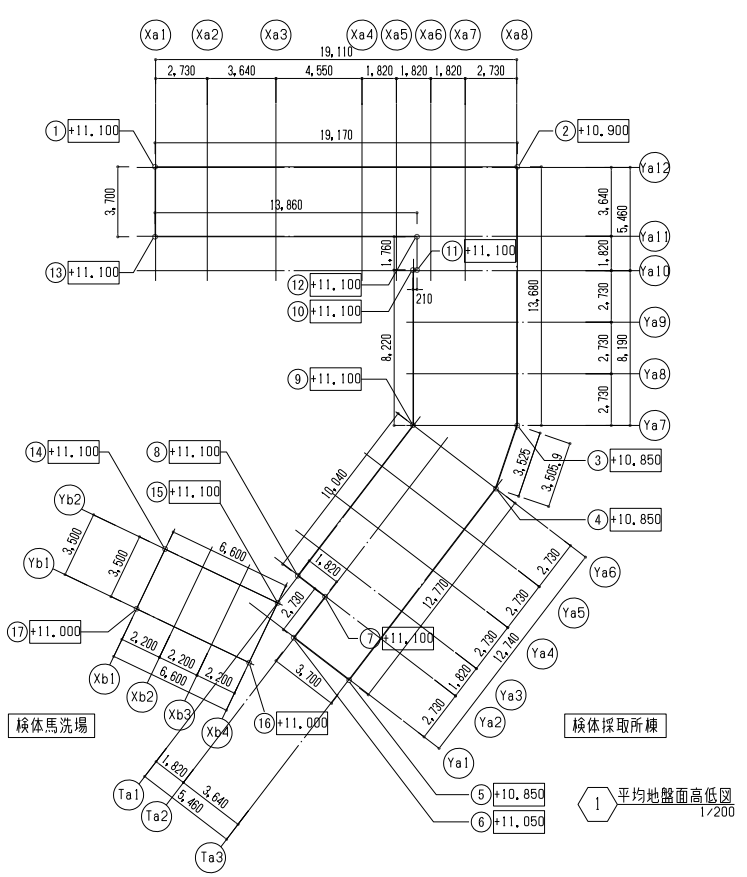 Xa1 Xa2 Xa3 Xa4 Xa5 Xa6 Xa7 Xa8
19,110
2,730 3,640 4,550 1,820 1,820 1,820 2,730
1 +11.100
19,170
2 +10.900
Ya12
3,700
3,640
5,460
13,860
Ya11
1,760
11 +11.100
1,820
13 +11.100
Ya10
12 +11.100
13,680
2,730
10 +11.100
210
Ya9
8,220
2,730
8,190
9 +11.100
Ya8
2,730
Ya7
14 +11.100
8 +11.100
3 +10.850
3,525
3,505.9
15 +11.100
10,040
4 +10.850
Yb2
3,500
3,500
6,600
Yb1
1,820
12,770
2,730
Ya6
2,730
2,730
Ya5
17 +11.000
7 +11.100
2,730
12,740
Ya4
2,200
2,200
2,200
6,600
3,700
1,820
Ya3
Xb1
Xb2
Xb3
Xb4
2,730
Ya2
検体馬洗場
16 +11.000
検体採取所棟
Ya1
1,820
3,640
5,460
Ta1
Ta2
Ta3
5 +10.850
6 +11.050
1 平均地盤面高低図
1/200